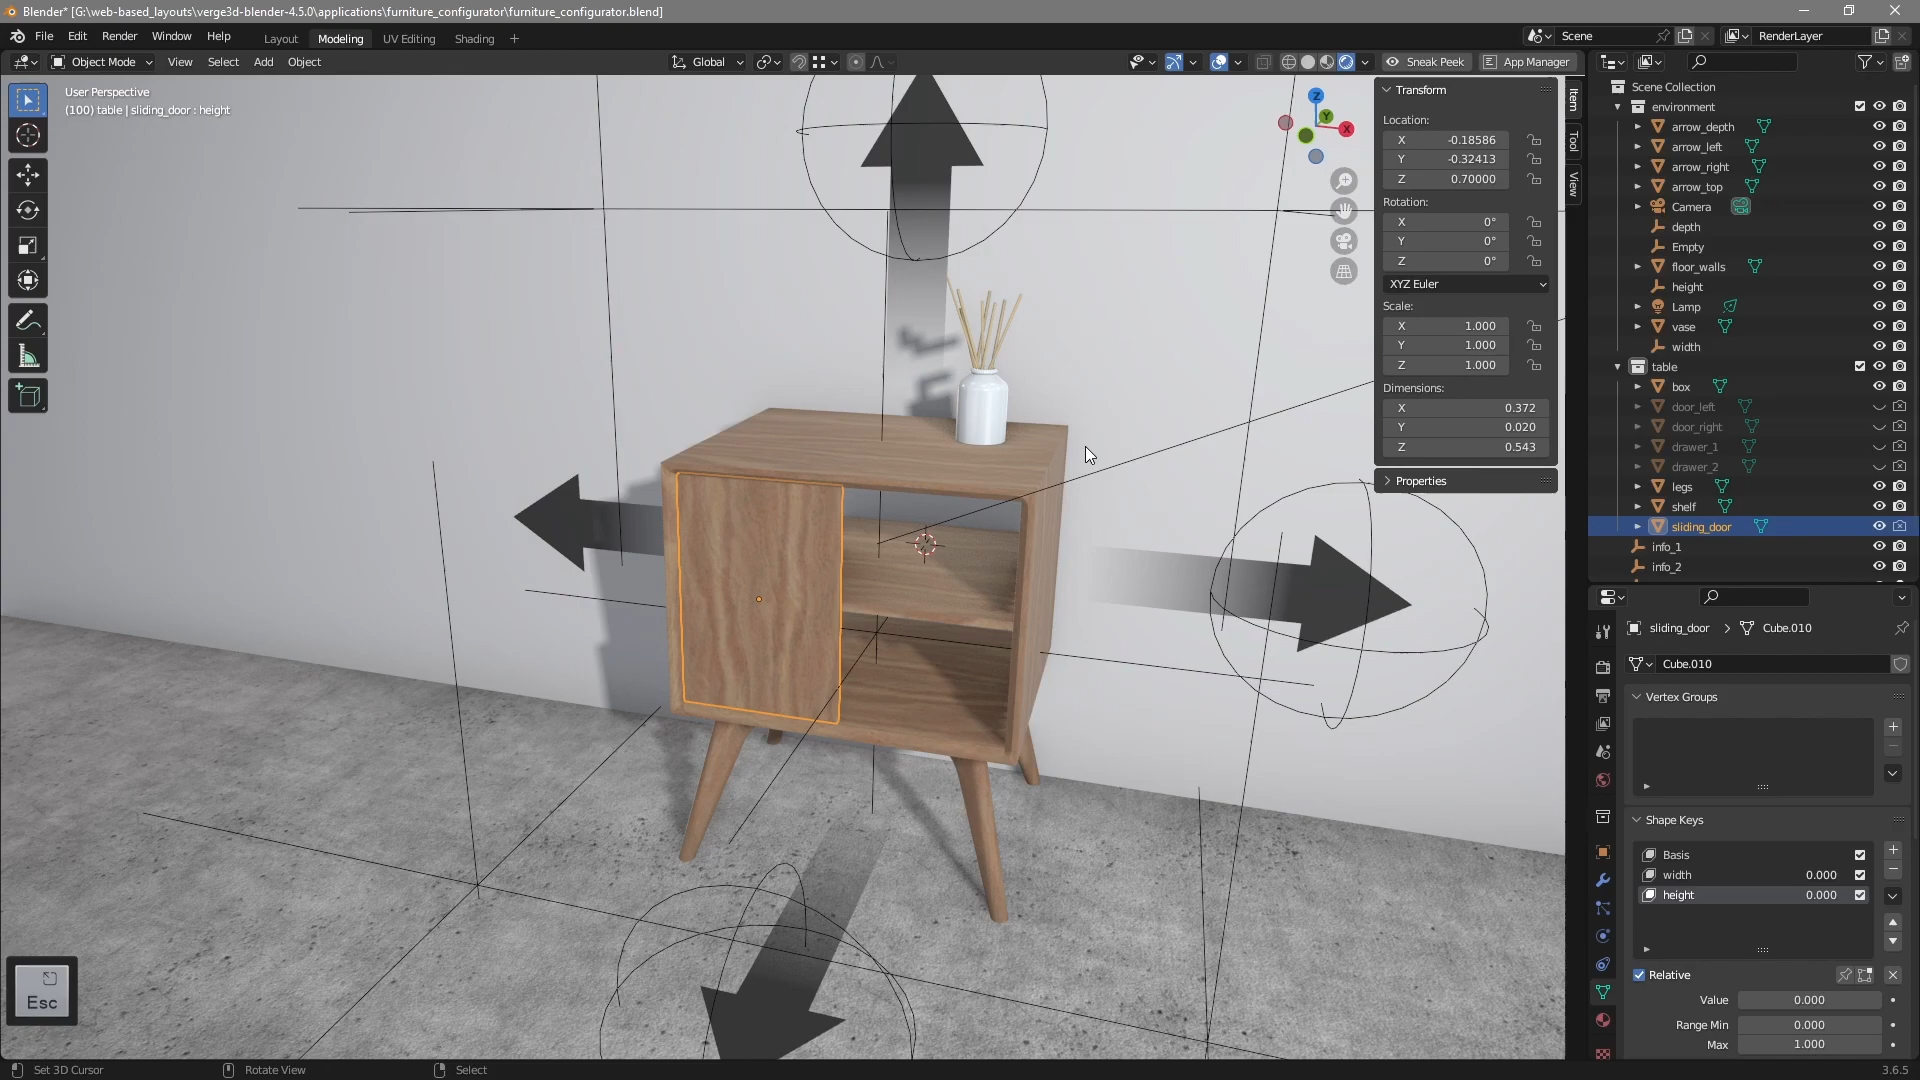 Blender* [G:\web-based_layouts\verge3d-blender-4.5.0\applications\furniture_configurator\furniture_configurator.blend]
File Edit Render Window Help Layout Modeling UV Editing Shading + Scene RenderLayer
Object Mode View Select Add Object Global Sneak Peek App Manager
User Perspective
(100) table | sliding_door : height
Z
Y
X
Transform
Location:
X -0.18586
Y -0.32413
Z 0.70000
Rotation:
X 0°
Y 0°
Z 0°
XYZ Euler
Scale:
X 1.000
Y 1.000
Z 1.000
Dimensions:
X 0.372
Y 0.020
Z 0.543
Properties
Item
Tool
View
Scene Collection
environment
arrow_depth
arrow_left
arrow_right
arrow_top
Camera
depth
Empty
floor_walls
height
Lamp
vase
width
table
box
door_left
door_right
drawer_1
drawer_2
legs
shelf
sliding_door
info_1
info_2
sliding_door > Cube.010
Cube.010
Vertex Groups
Shape Keys
Basis
width 0.000
height 0.000
Relative
Value 0.000
Range Min 0.000
Max 1.000
Esc
Set 3D Cursor Rotate View Select 3.6.5